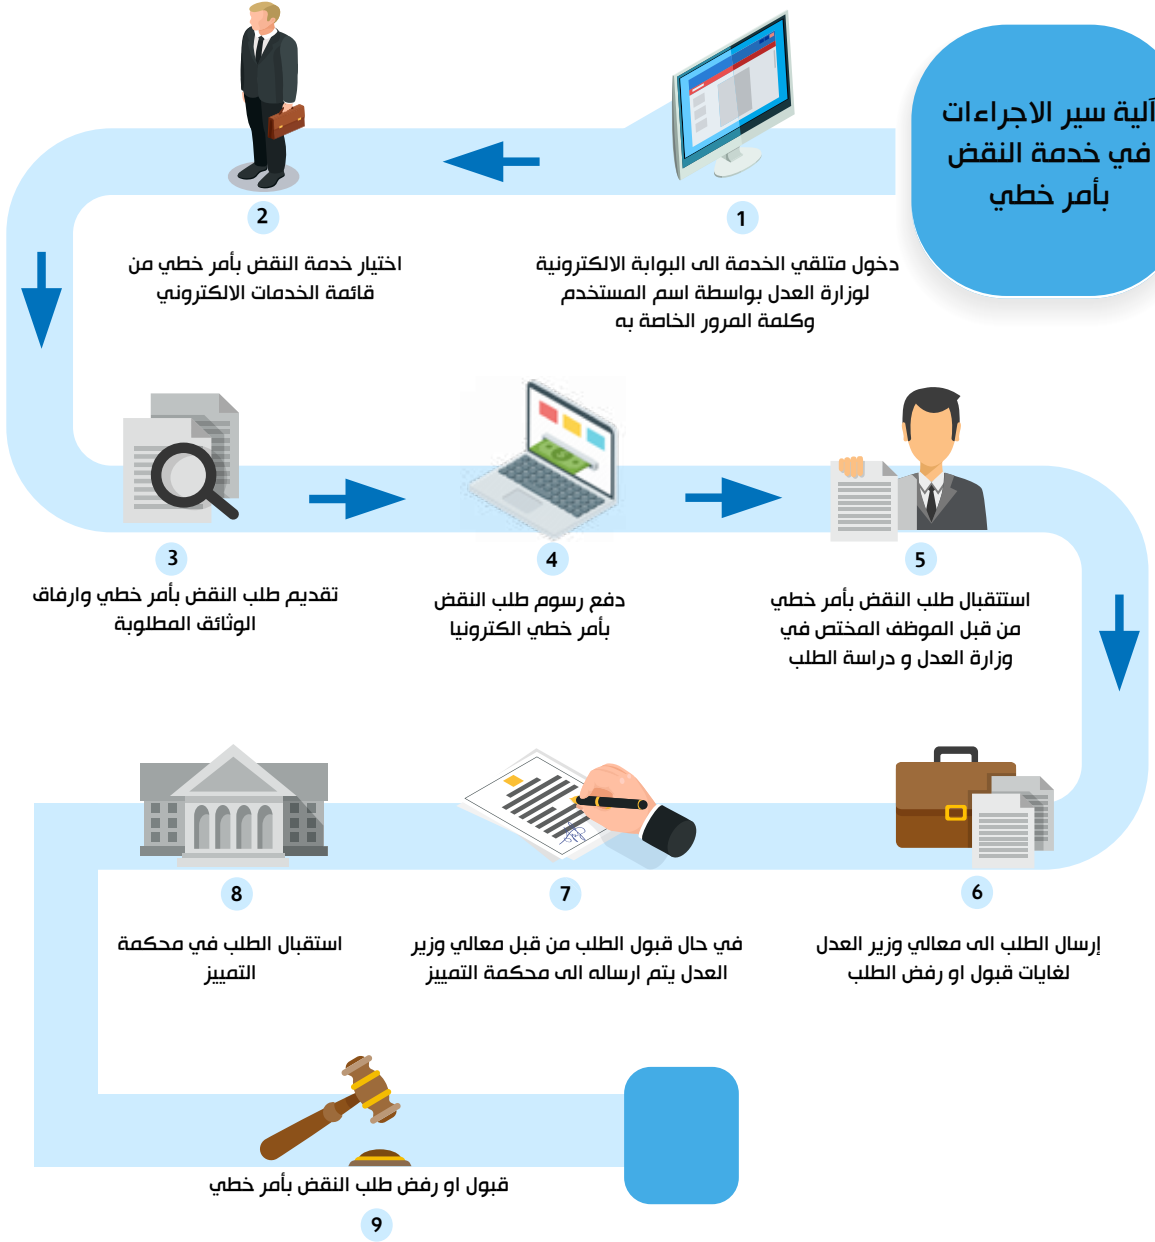 آلية سير الاجراءات
في خدمة النقض
بأمر خطي
1
دخول متلقي الخدمة الى البوابة الالكترونية
لوزارة العدل بواسطة اسم المستخدم
وكلمة المرور الخاصة به
2
اختيار خدمة النقض بأمر خطي من
قائمة الخدمات الالكتروني
3
تقديم طلب النقض بأمر خطي وارفاق
الوثائق المطلوبة
4
دفع رسوم طلب النقض
بأمر خطي الكترونيا
5
استتقبال طلب النقض بأمر خطي
من قبل الموظف المختص في
وزارة العدل و دراسة الطلب
6
إرسال الطلب الى معالي وزير العدل
لغايات قبول او رفض الطلب
7
في حال قبول الطلب من قبل معالي وزير
العدل يتم ارساله الى محكمة التمييز
8
استقبال الطلب في محكمة
التمييز
قبول او رفض طلب النقض بأمر خطي
9